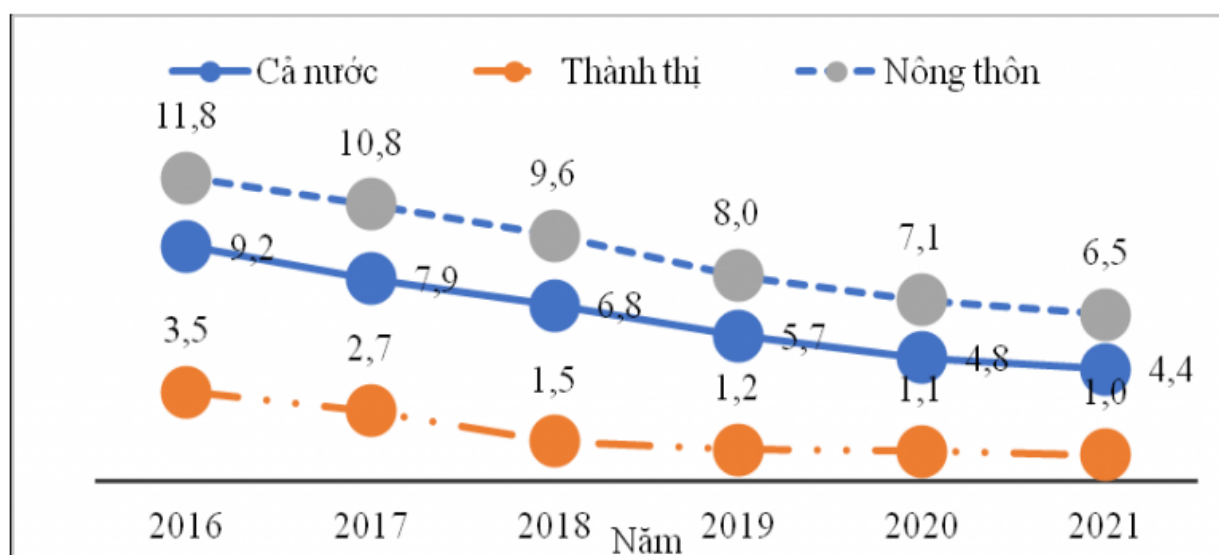 Cả nước Thành thị Nông thôn
11,8 10,8 9,6 8,0 7,1 6,5
9,2 7,9 6,8 5,7 4,8 4,4
3,5 2,7 1,5 1,2 1,1 1,0
2016 2017 2018 2019 2020 2021
Năm